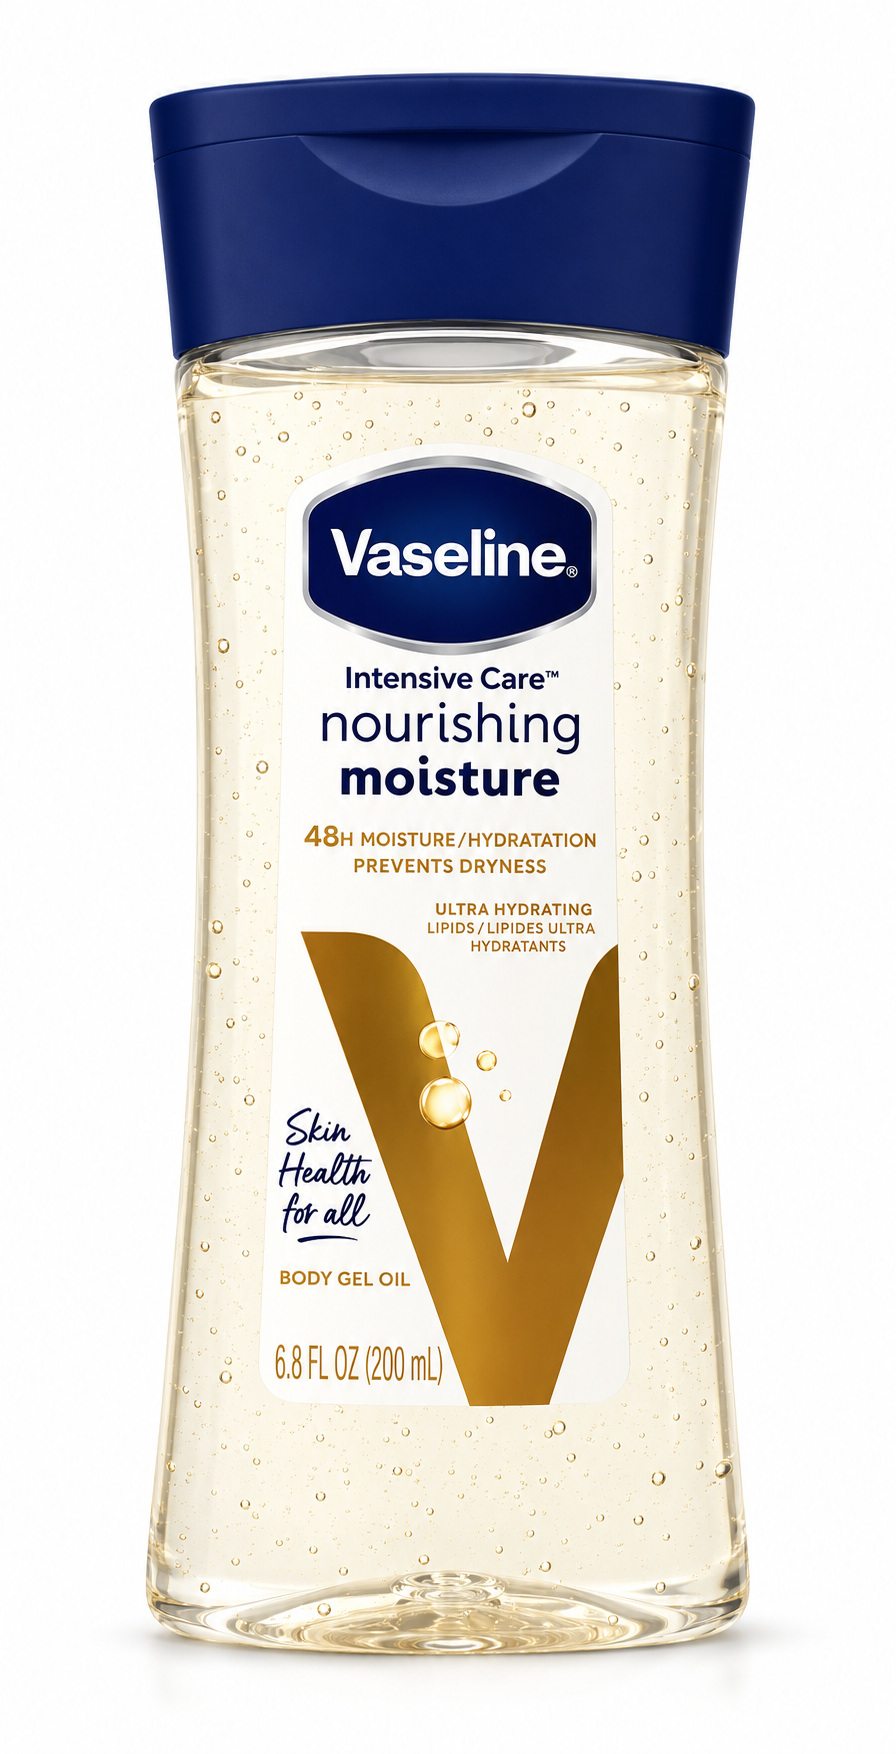 Vaseline®
Intensive Care™
nourishing
moisture
48H MOISTURE/HYDRATATION
PREVENTS DRYNESS
ULTRA HYDRATING
LIPIDS/LIPIDES ULTRA
HYDRATANTS
Skin
Health
for all
BODY GEL OIL
6.8 FL OZ (200 mL)